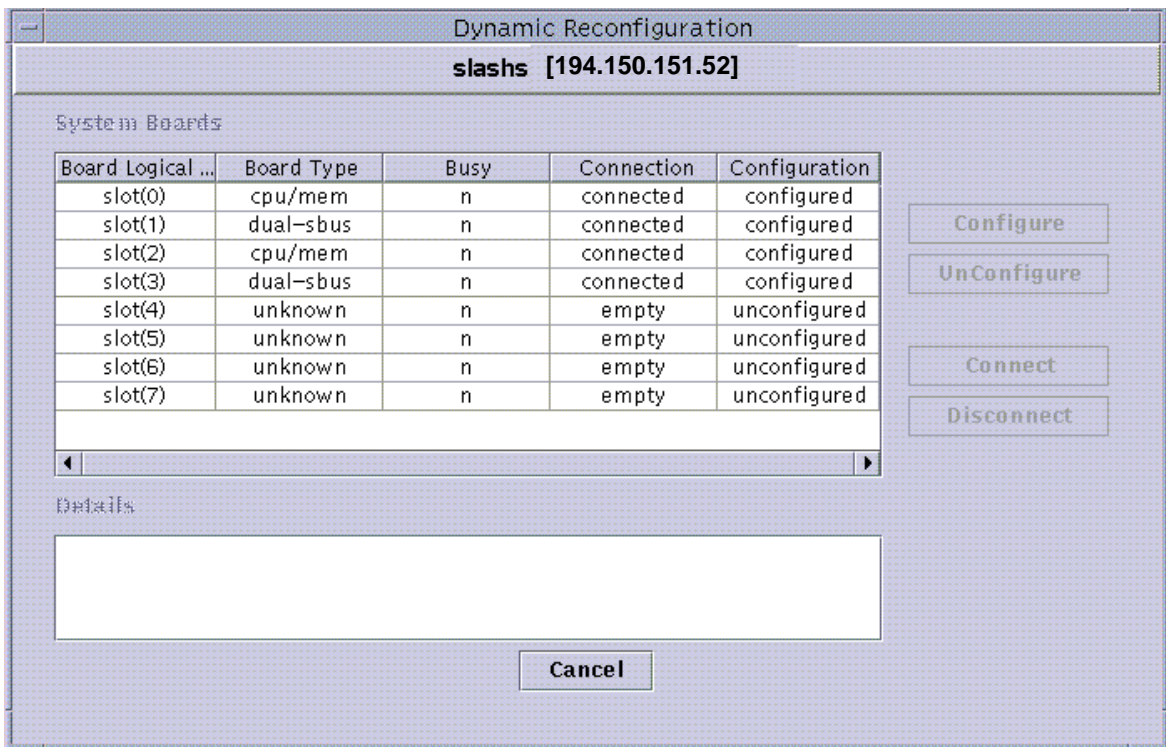 Dynamic Reconfiguration
slashs [194.150.151.52]
System Boards
Board Logical ... Board Type Busy Connection Configuration
slot(0) cpu/mem n connected configured
slot(1) dual-sbus n connected configured
slot(2) cpu/mem n connected configured
slot(3) dual-sbus n connected configured
slot(4) unknown n empty unconfigured
slot(5) unknown n empty unconfigured
slot(6) unknown n empty unconfigured
slot(7) unknown n empty unconfigured
Configure
UnConfigure
Connect
Disconnect
Details
Cancel